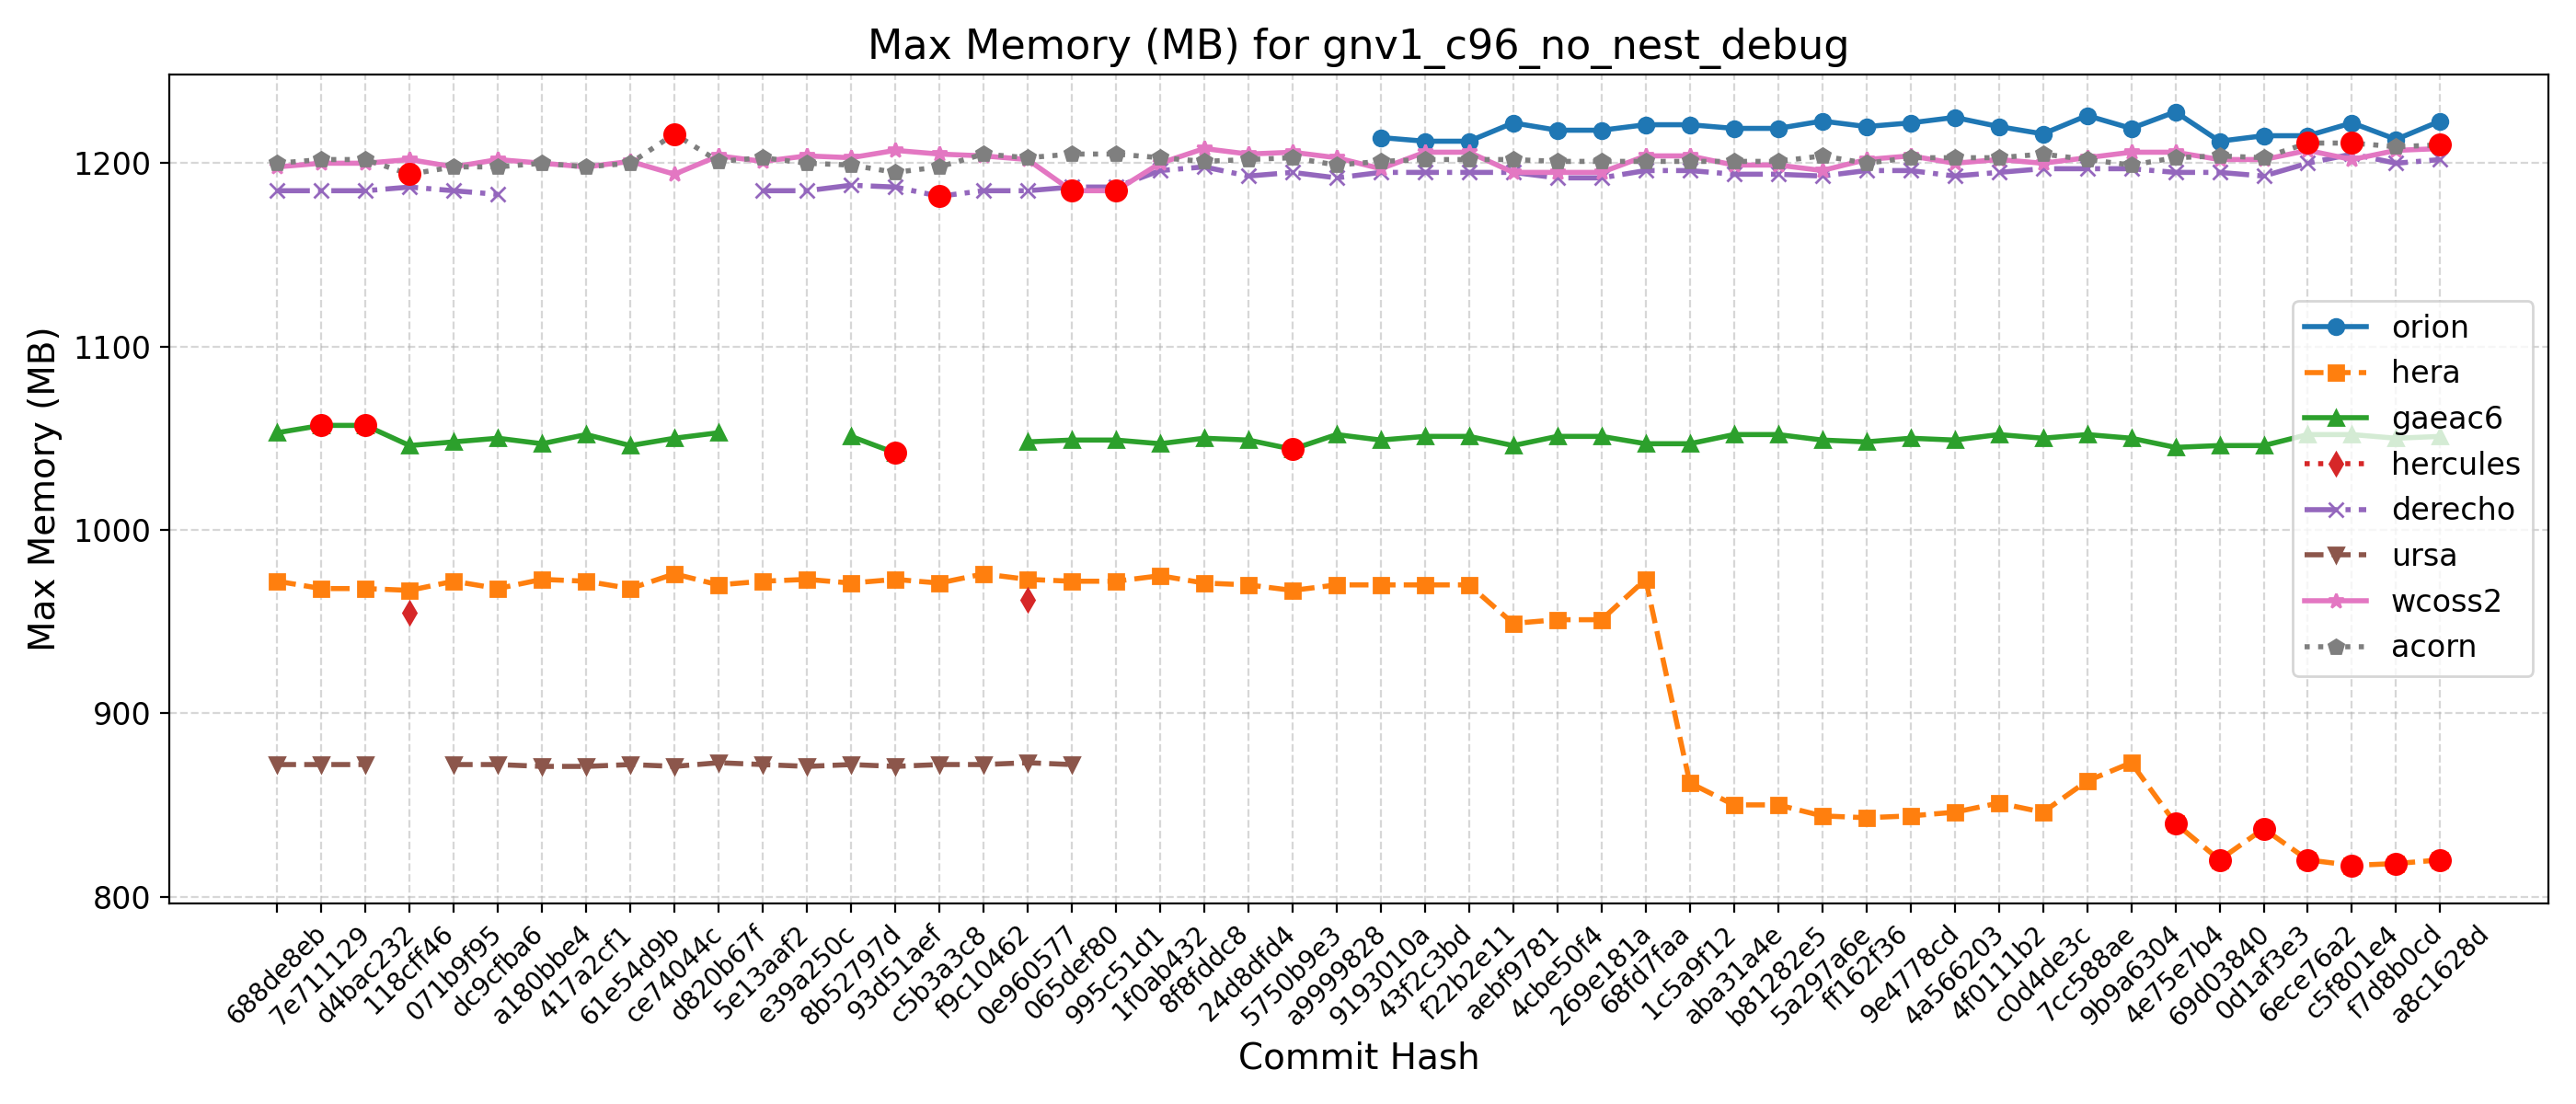 Max Memory (MB) for gnv1_c96_no_nest_debug
Max Memory (MB)
1200
1100
1000
900
800
orion
hera
gaeac6
hercules
derecho
ursa
wcoss2
acorn
688de8eb
7e711129
d4bac232
118cff46
071b9f95
dc9cfba6
a180bbe4
417a2cf1
61e54d9b
ce74044c
d820b67f
5e13aaf2
e39a250c
8b52797d
93d51aef
c5b3a3c8
f9c10462
0e960577
065def80
995c51d1
1f0ab432
8f8fddc8
24d8dfd4
5750b9e3
a9999828
9193010a
43f2c3bd
f22b2e11
aebf9781
4cbe50f4
269e181a
68fd7faa
1c5a9f12
aba31a4e
b81282e5
5a297a6e
ff162f36
9e4778cd
4a566203
4f0111b2
c0d4de3c
7cc588ae
9b9a6304
4e75e7b4
69d03840
0d1af3e3
6ece76a2
c5f801e4
f7d8b0cd
a8c1628d
Commit Hash